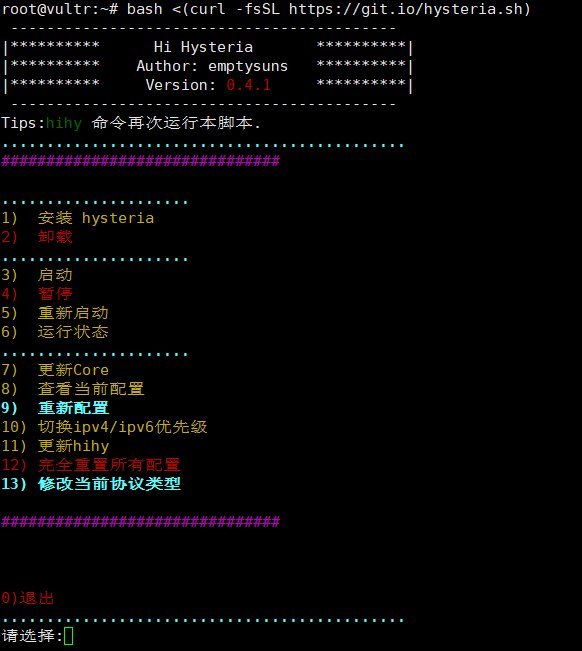 root@vultr:~# bash <(curl -fsSL https://git.io/hysteria.sh)
-------------------------------------------
|********** Hi Hysteria **********|
|********** Author: emptysuns **********|
|********** Version: 0.4.1 **********|
-------------------------------------------
Tips:hihy 命令再次运行本脚本.
.............................................
###############################
.....................
1) 安装 hysteria
2) 卸载
.....................
3) 启动
4) 暂停
5) 重新启动
6) 运行状态
.....................
7) 更新Core
8) 查看当前配置
9) 重新配置
10) 切换ipv4/ipv6优先级
11) 更新hihy
12) 完全重置所有配置
13) 修改当前协议类型
###############################
0)退出
.............................................
请选择: